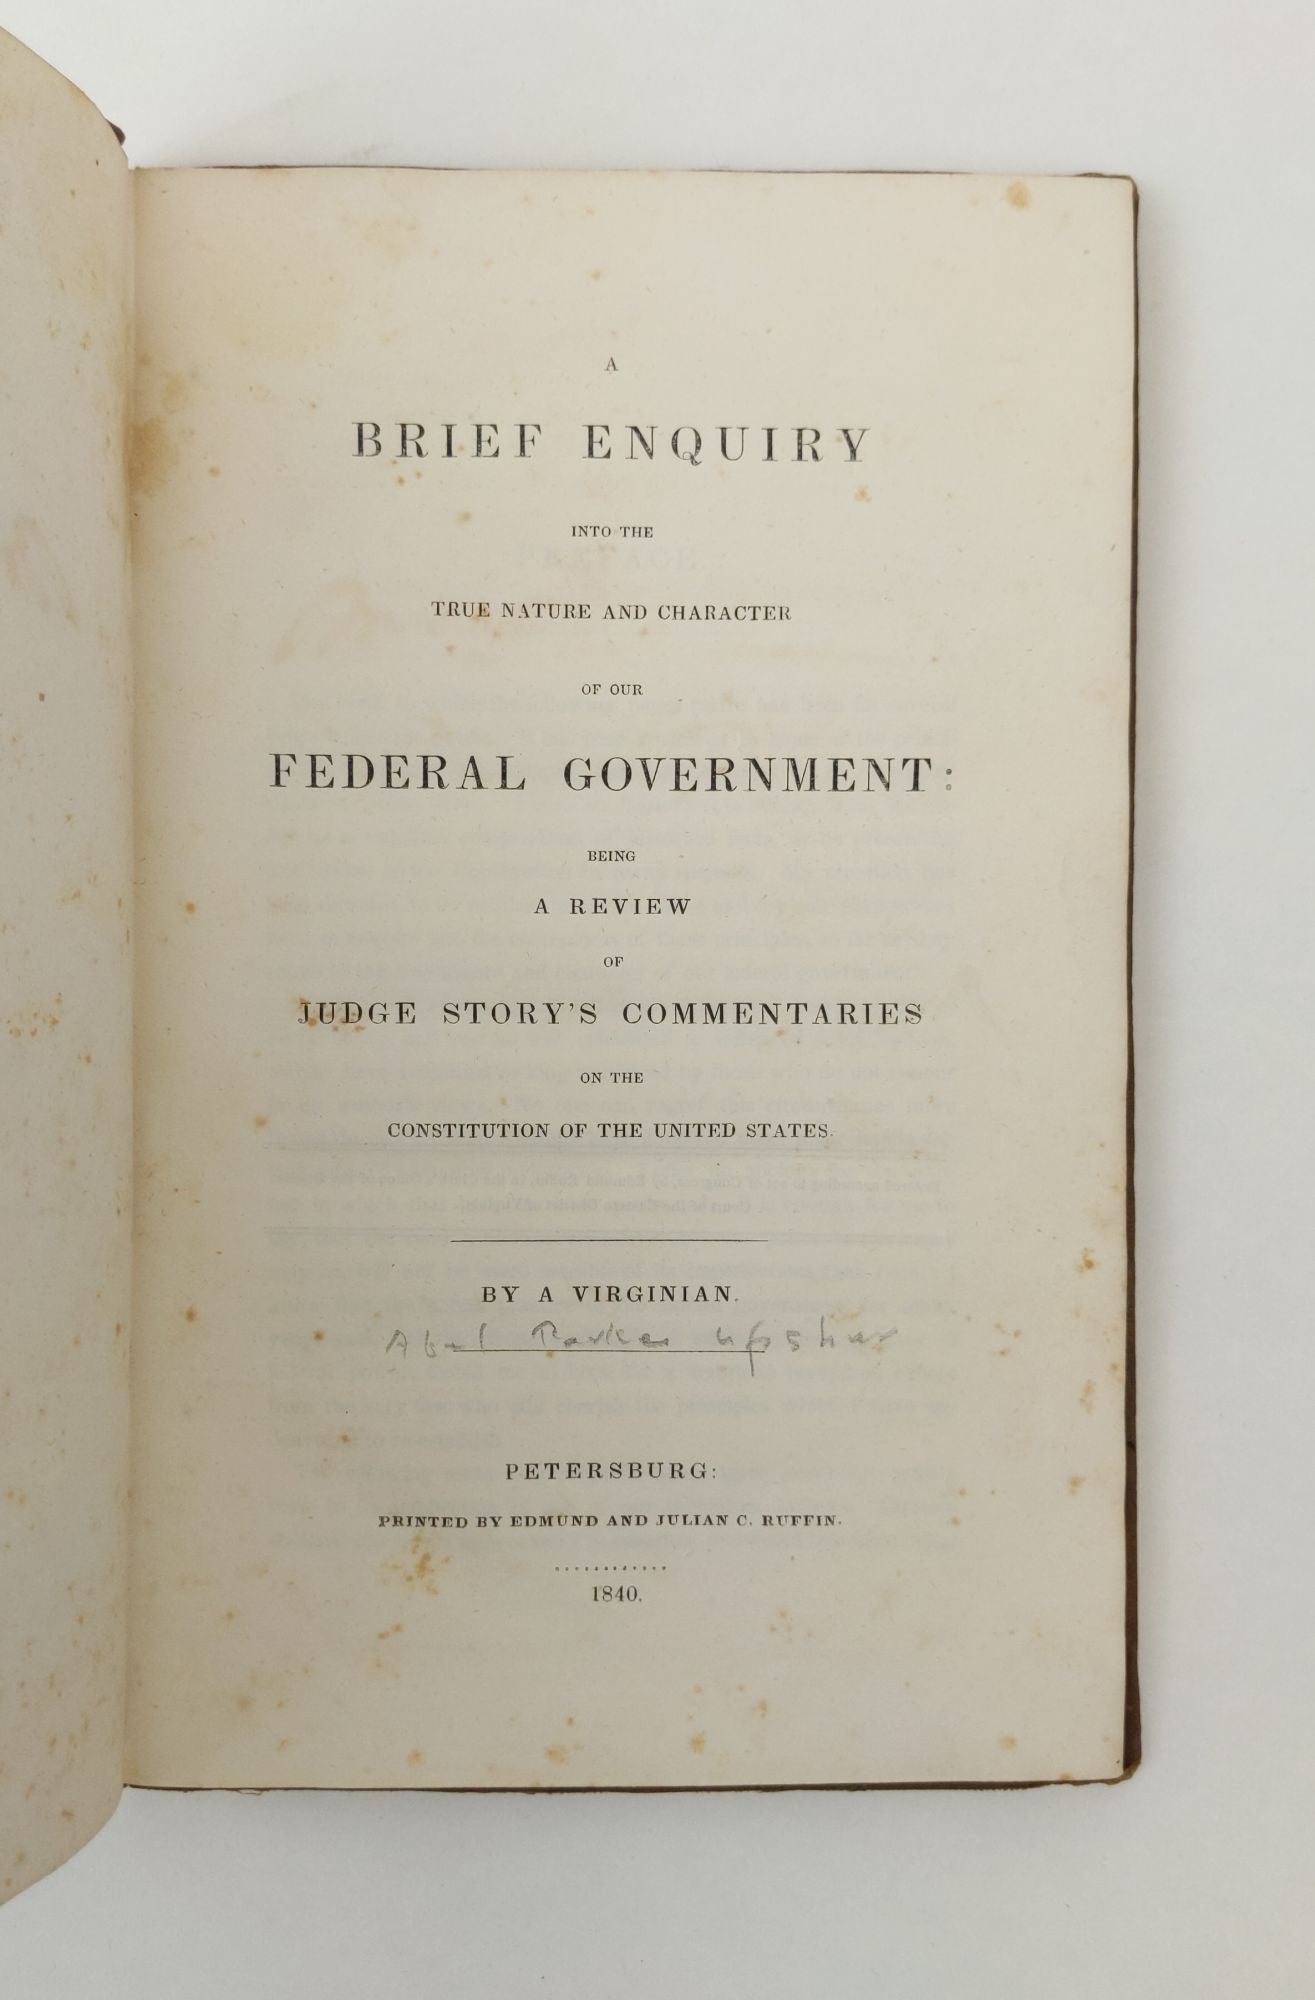 A
BRIEF ENQUIRY
INTO THE
TRUE NATURE AND CHARACTER
OF OUR
FEDERAL GOVERNMENT:
BEING
A REVIEW
OF
JUDGE STORY'S COMMENTARIES
ON THE
CONSTITUTION OF THE UNITED STATES.
BY A VIRGINIAN.
Abel Parker Upshur
PETERSBURG:
PRINTED BY EDMUND AND JULIAN C. RUFFIN.
1840.